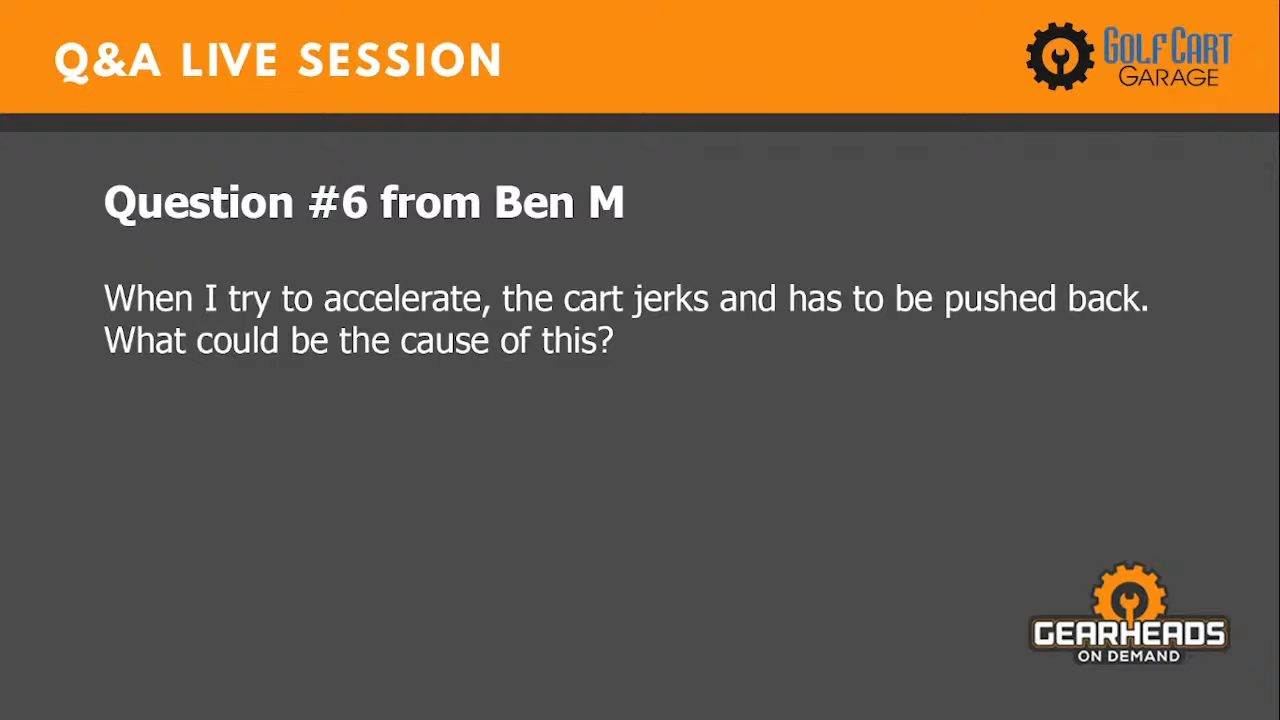 Q&A LIVE SESSION
GOLF CART
GARAGE
Question #6 from Ben M
When I try to accelerate, the cart jerks and has to be pushed back.
What could be the cause of this?
GEARHEADS
ON DEMAND